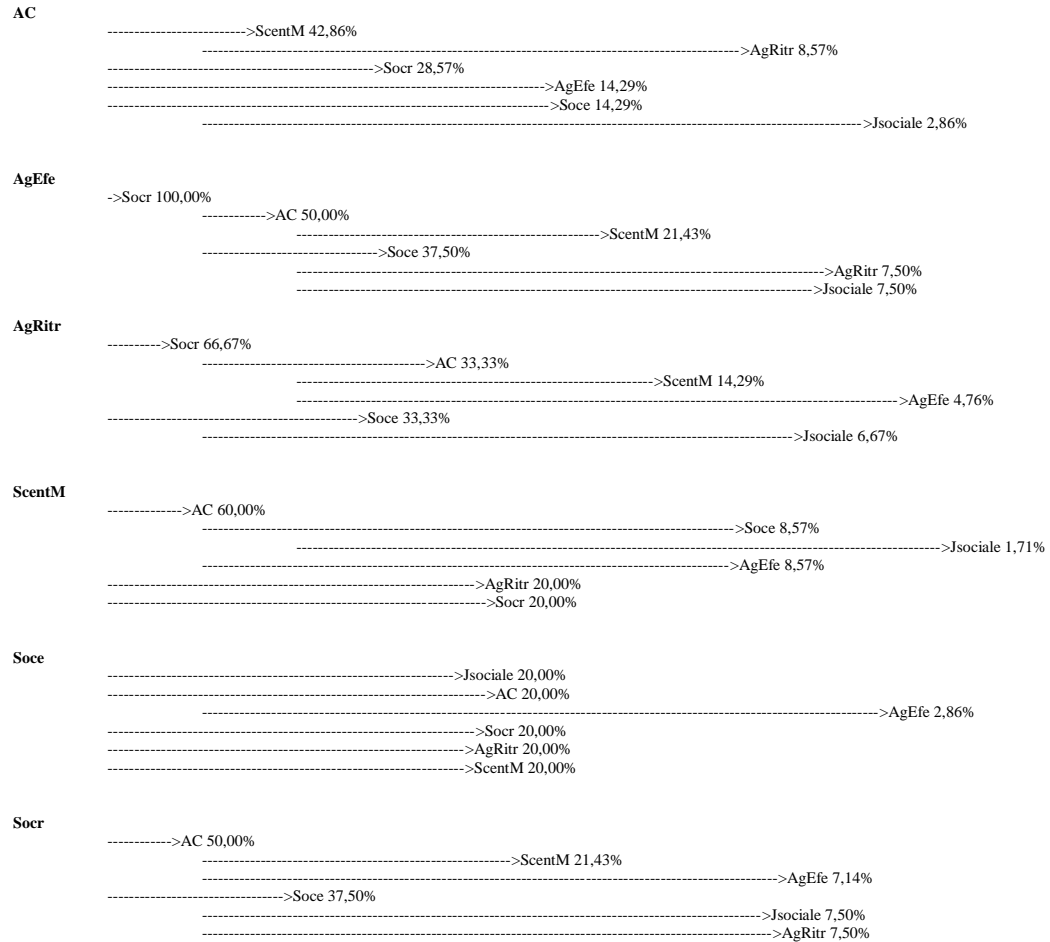 AC
-------------------------->ScentM 42,86%
----------------------------------------------------------------------------------------------------->AgRitr 8,57%
-------------------------------------------------->Socr 28,57%
---------------------------------------------------------------------------------->AgEfe 14,29%
----------------------------------------------------------------------------------->Soce 14,29%
---------------------------------------------------------------------------------------------------------------------------->Jsociale 2,86%
AgEfe
->Socr 100,00%
------------>AC 50,00%
--------------------------------------------------------->ScentM 21,43%
--------------------------------->Soce 37,50%
--------------------------------------------------------------------------------------------------->AgRitr 7,50%
------------------------------------------------------------------------------------------------->Jsociale 7,50%
AgRitr
---------->Socr 66,67%
------------------------------------------>AC 33,33%
------------------------------------------------------------------->ScentM 14,29%
----------------------------------------------------------------------------------------------------------------->AgEfe 4,76%
----------------------------------------------->Soce 33,33%
--------------------------------------------------------------------------------------------------------------->Jsociale 6,67%
ScentM
-------------->AC 60,00%
---------------------------------------------------------------------------------------------------->Soce 8,57%
------------------------------------------------------------------------------------------------------------------------->Jsociale 1,71%
--------------------------------------------------------------------------------------------------->AgEfe 8,57%
--------------------------------------------------------------------->AgRitr 20,00%
----------------------------------------------------------------------->Socr 20,00%
Soce
----------------------------------------------------------------->Jsociale 20,00%
----------------------------------------------------------------------->AC 20,00%
------------------------------------------------------------------------------------------------------------------------------->AgEfe 2,86%
--------------------------------------------------------------------->Socr 20,00%
------------------------------------------------------------------->AgRitr 20,00%
------------------------------------------------------------------->ScentM 20,00%
Socr
------------>AC 50,00%
---------------------------------------------------------->ScentM 21,43%
------------------------------------------------------------------------------------------------------------>AgEfe 7,14%
--------------------------------->Soce 37,50%
--------------------------------------------------------------------------------------------------------->Jsociale 7,50%
----------------------------------------------------------------------------------------------------------->AgRitr 7,50%